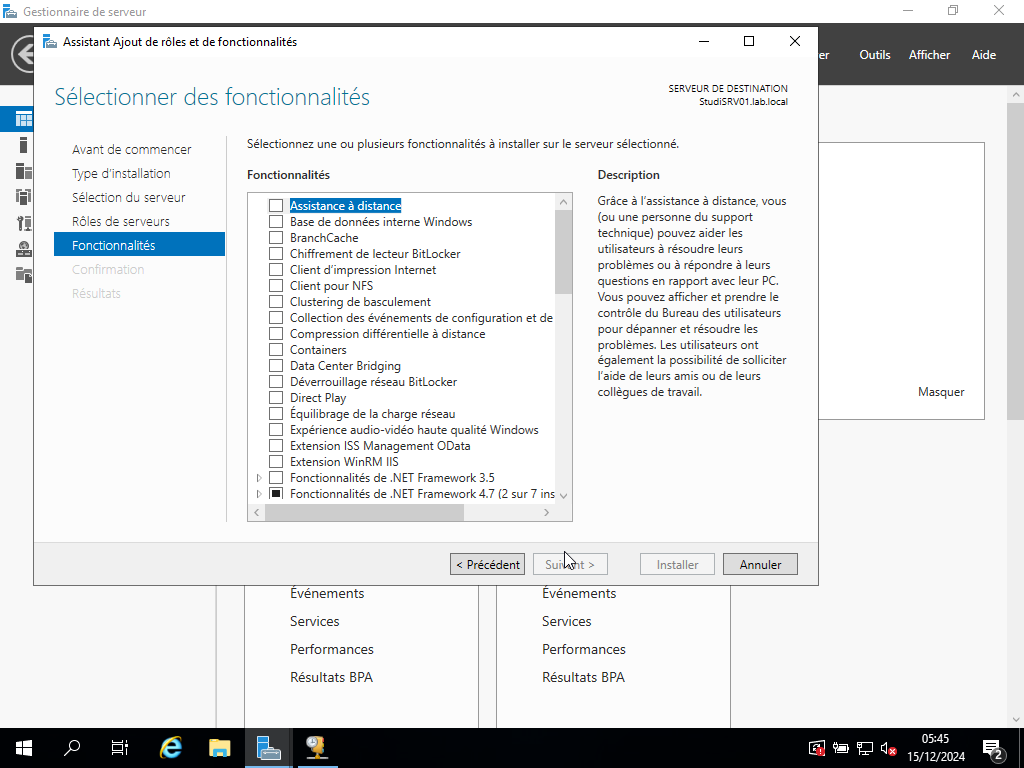 Gestionnaire de serveur
Assistant Ajout de rôles et de fonctionnalités
Outils
Afficher
Aide
Sélectionner des fonctionnalités
SERVEUR DE DESTINATION
StudiSRV01.lab.local
Avant de commencer
Type d'installation
Sélection du serveur
Rôles de serveurs
Fonctionnalités
Confirmation
Résultats
Sélectionnez une ou plusieurs fonctionnalités à installer sur le serveur sélectionné.
Fonctionnalités
Assistance à distance
Base de données interne Windows
BranchCache
Chiffrement de lecteur BitLocker
Client d'impression Internet
Client pour NFS
Clustering de basculement
Collection des événements de configuration et de
Compression différentielle à distance
Containers
Data Center Bridging
Déverrouillage réseau BitLocker
Direct Play
Équilibrage de la charge réseau
Expérience audio-vidéo haute qualité Windows
Extension ISS Management OData
Extension WinRM IIS
Fonctionnalités de .NET Framework 3.5
Fonctionnalités de .NET Framework 4.7 (2 sur 7 ins
Description
Grâce à l'assistance à distance, vous
(ou une personne du support
technique) pouvez aider les
utilisateurs à résoudre leurs
problèmes ou à répondre à leurs
questions en rapport avec leur PC.
Vous pouvez afficher et prendre le
contrôle du Bureau des utilisateurs
pour dépanner et résoudre les
problèmes. Les utilisateurs ont
également la possibilité de solliciter
l'aide de leurs amis ou de leurs
collègues de travail.
Masquer
< Précédent
Suivant >
Installer
Annuler
Événements
Services
Performances
Résultats BPA
Événements
Services
Performances
Résultats BPA
05:45
15/12/2024
2